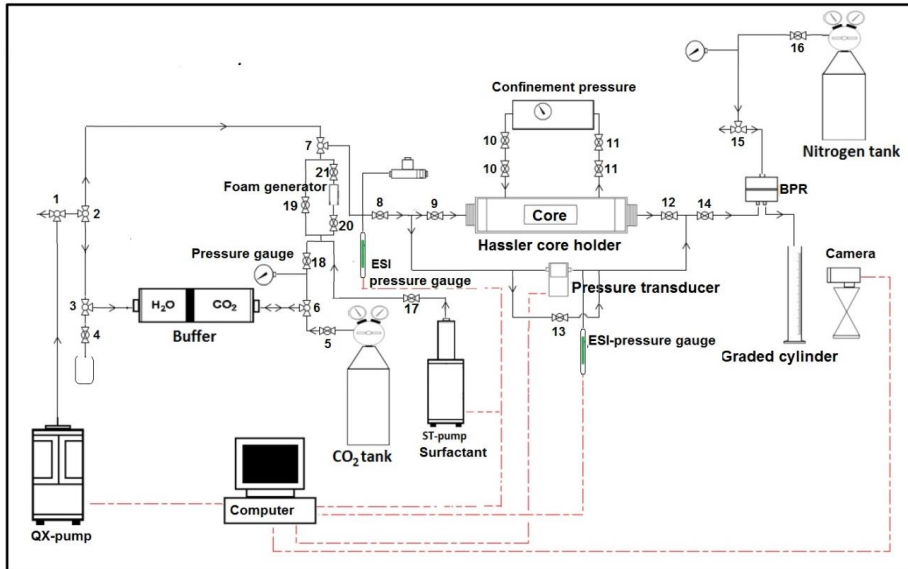 16
Confinement pressure
15
Nitrogen tank
10
11
10
11
7
21
Foam generator
19
20
1
2
8
9
Core
12
14
BPR
Hassler core holder
Pressure gauge
18
ESI
pressure gauge
Pressure transducer
Camera
3
H2O
CO2
6
17
4
Buffer
5
13
ESI-pressure gauge
Graded cylinder
ST-pump
Surfactant
CO2 tank
Computer
QX-pump